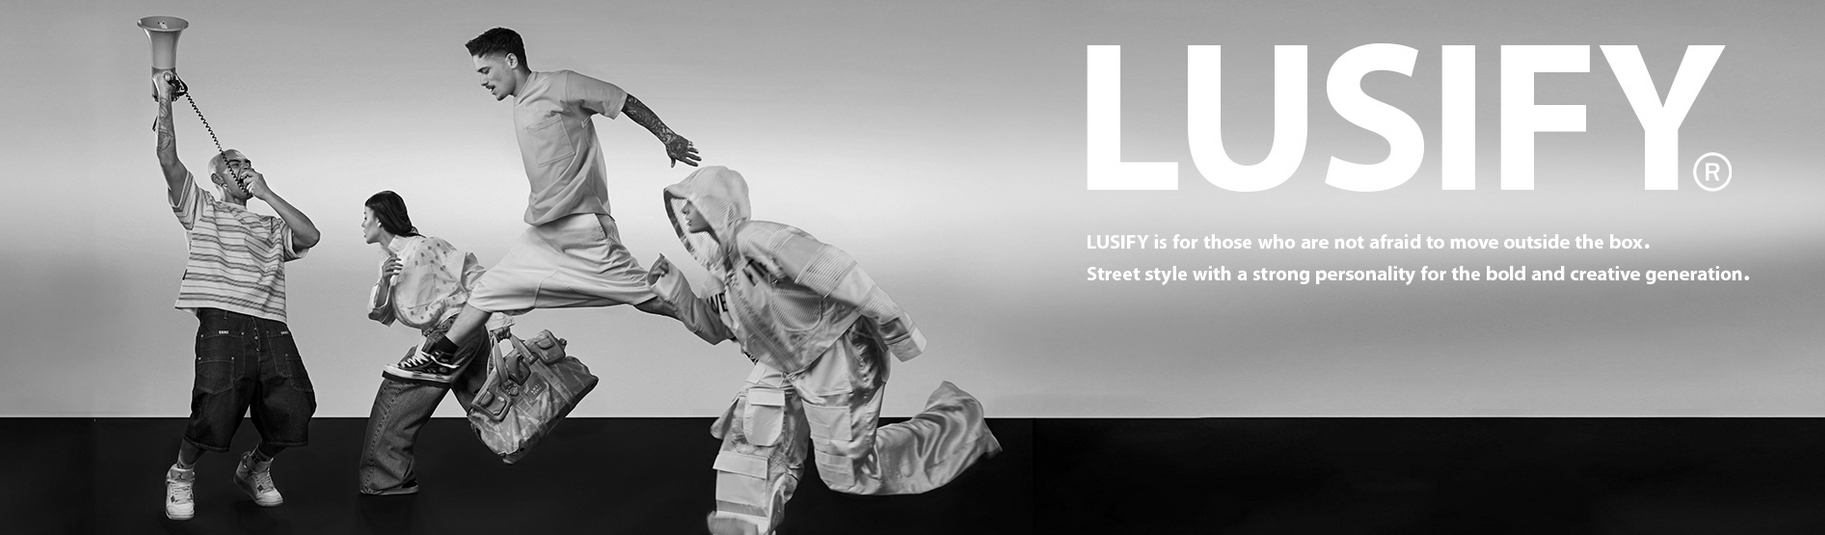 LUSIFY®
LUSIFY is for those who are not afraid to move outside the box.
Street style with a strong personality for the bold and creative generation.